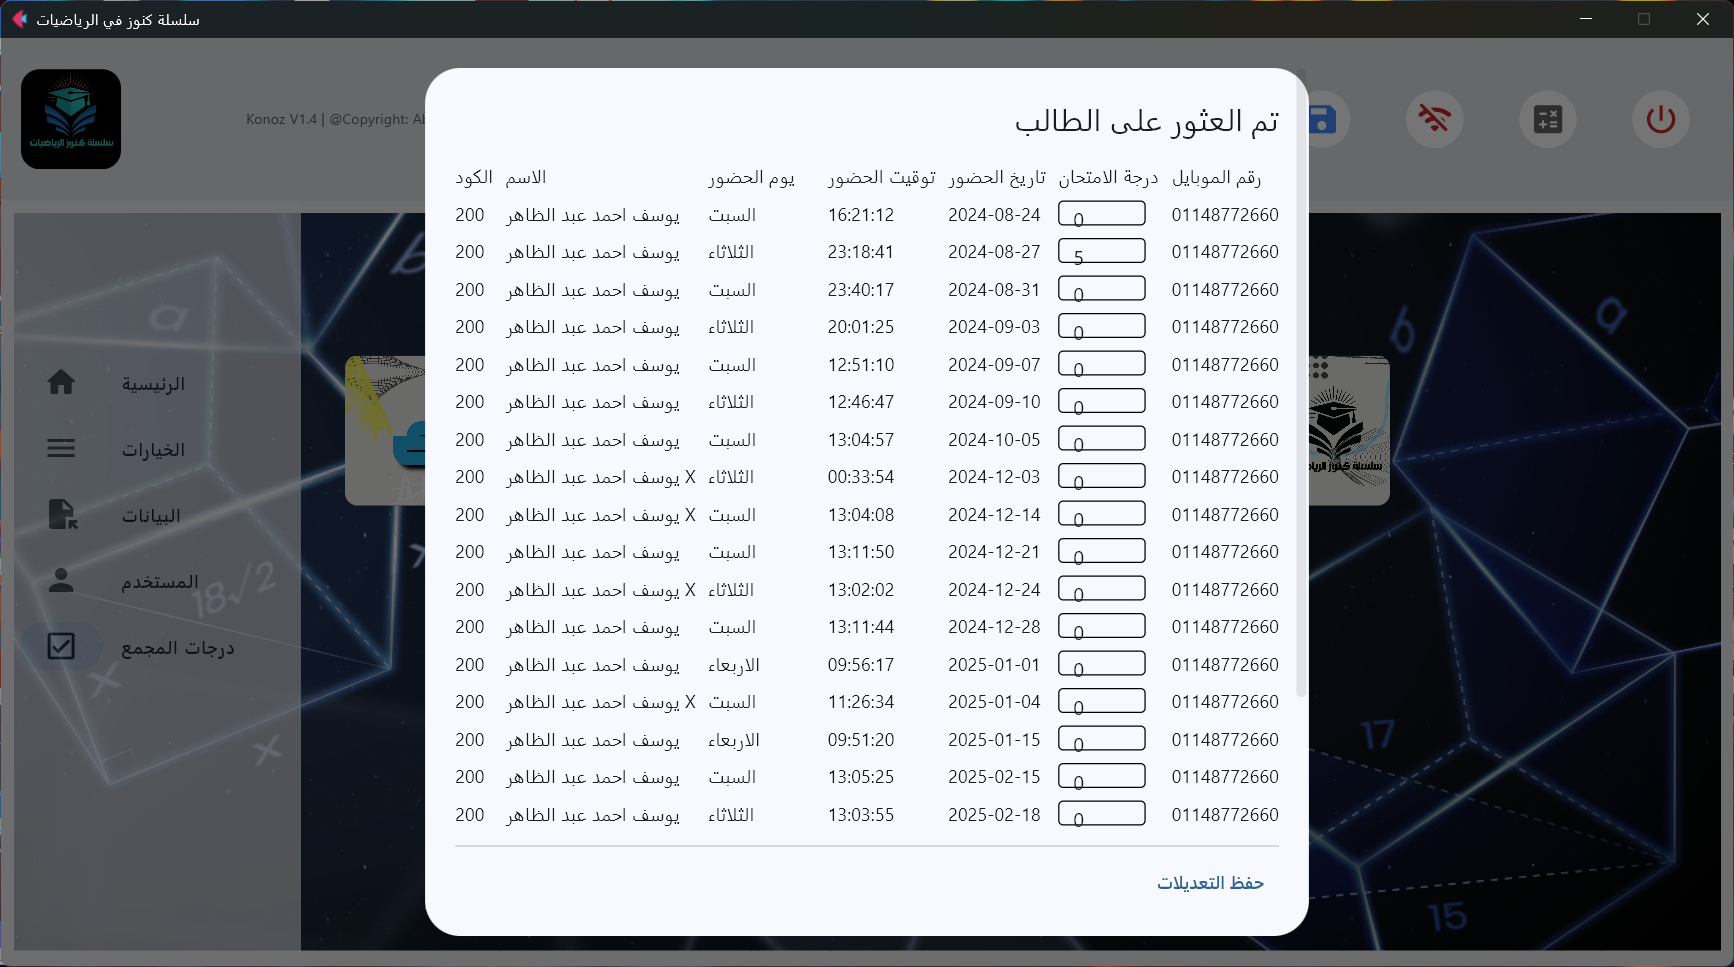 سلسلة كنوز في الرياضيات
سلسلة كنوز الرياضيات
Konoz V1.4 | @Copyright:
الرئيسية
الخيارات
البيانات
المستخدم
درجات المجمع
تم العثور على الطالب
الكود الاسم يوم الحضور توقيت الحضور تاريخ الحضور درجة الامتحان رقم الموبايل
200 يوسف احمد عبد الظاهر السبت 16:21:12 2024-08-24 0 01148772660
200 يوسف احمد عبد الظاهر الثلاثاء 23:18:41 2024-08-27 5 01148772660
200 يوسف احمد عبد الظاهر السبت 23:40:17 2024-08-31 0 01148772660
200 يوسف احمد عبد الظاهر الثلاثاء 20:01:25 2024-09-03 0 01148772660
200 يوسف احمد عبد الظاهر السبت 12:51:10 2024-09-07 0 01148772660
200 يوسف احمد عبد الظاهر الثلاثاء 12:46:47 2024-09-10 0 01148772660
200 يوسف احمد عبد الظاهر السبت 13:04:57 2024-10-05 0 01148772660
200 يوسف احمد عبد الظاهر X الثلاثاء 00:33:54 2024-12-03 0 01148772660
200 يوسف احمد عبد الظاهر X السبت 13:04:08 2024-12-14 0 01148772660
200 يوسف احمد عبد الظاهر السبت 13:11:50 2024-12-21 0 01148772660
200 يوسف احمد عبد الظاهر X الثلاثاء 13:02:02 2024-12-24 0 01148772660
200 يوسف احمد عبد الظاهر السبت 13:11:44 2024-12-28 0 01148772660
200 يوسف احمد عبد الظاهر الاربعاء 09:56:17 2025-01-01 0 01148772660
200 يوسف احمد عبد الظاهر X السبت 11:26:34 2025-01-04 0 01148772660
200 يوسف احمد عبد الظاهر الاربعاء 09:51:20 2025-01-15 0 01148772660
200 يوسف احمد عبد الظاهر السبت 13:05:25 2025-02-15 0 01148772660
200 يوسف احمد عبد الظاهر الثلاثاء 13:03:55 2025-02-18 0 01148772660
حفظ التعديلات
سلسلة كنوز
a
b
18√2
x
x
b
a
17
15